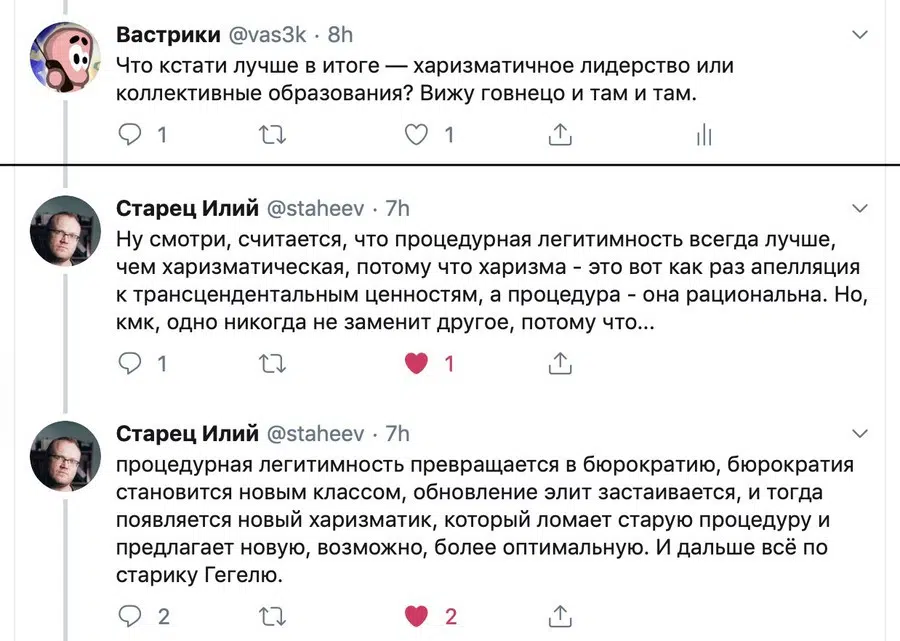 Вастрики @vas3k · 8h
Что кстати лучше в итоге — харизматичное лидерство или
коллективные образования? Вижу говнецо и там и там.
1 1
Старец Илий @staheev · 7h
Ну смотри, считается, что процедурная легитимность всегда лучше,
чем харизматическая, потому что харизма - это вот как раз апелляция
к трансцендентальным ценностям, а процедура - она рациональна. Но,
кмк, одно никогда не заменит другое, потому что...
1 1
Старец Илий @staheev · 7h
процедурная легитимность превращается в бюрократию, бюрократия
становится новым классом, обновление элит застаивается, и тогда
появляется новый харизматик, который ломает старую процедуру и
предлагает новую, возможно, более оптимальную. И дальше всё по
старику Гегелю.
2 2